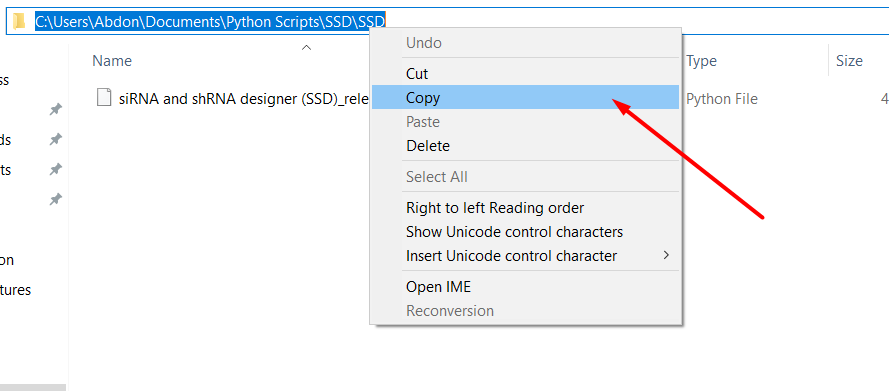 C:\Users\Abdon\Documents\Python Scripts\SSD\SSD
Undo
Name
Type
Size
ss
Cut
siRNA and shRNA designer (SSD)_rele
Copy
Python File
4
Paste
ds
Delete
ts
Select All
Right to left Reading order
Show Unicode control characters
on
Insert Unicode control character
tures
Open IME
Reconversion